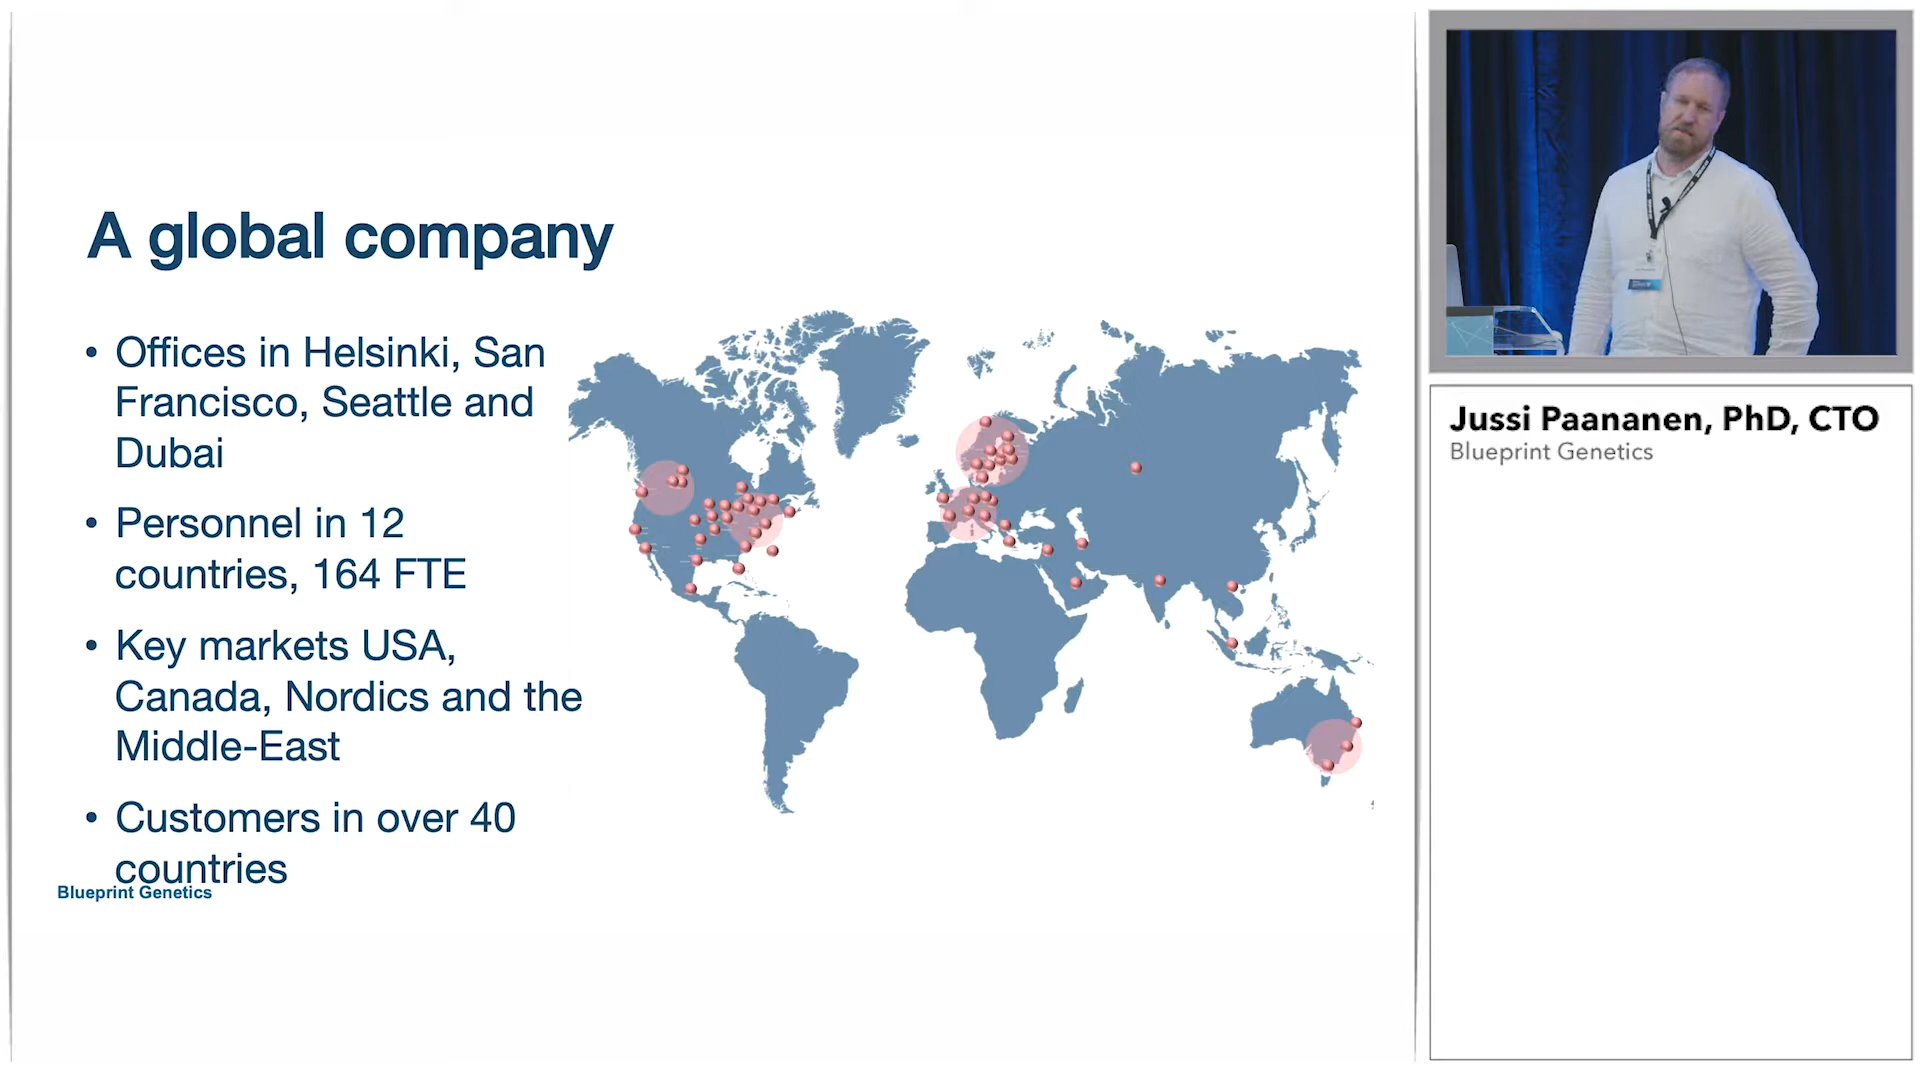 A global company
• Offices in Helsinki, San
Francisco, Seattle and
Dubai
• Personnel in 12
countries, 164 FTE
• Key markets USA,
Canada, Nordics and the
Middle-East
• Customers in over 40
countries
Blueprint Genetics
Jussi Paananen, PhD, CTO
Blueprint Genetics